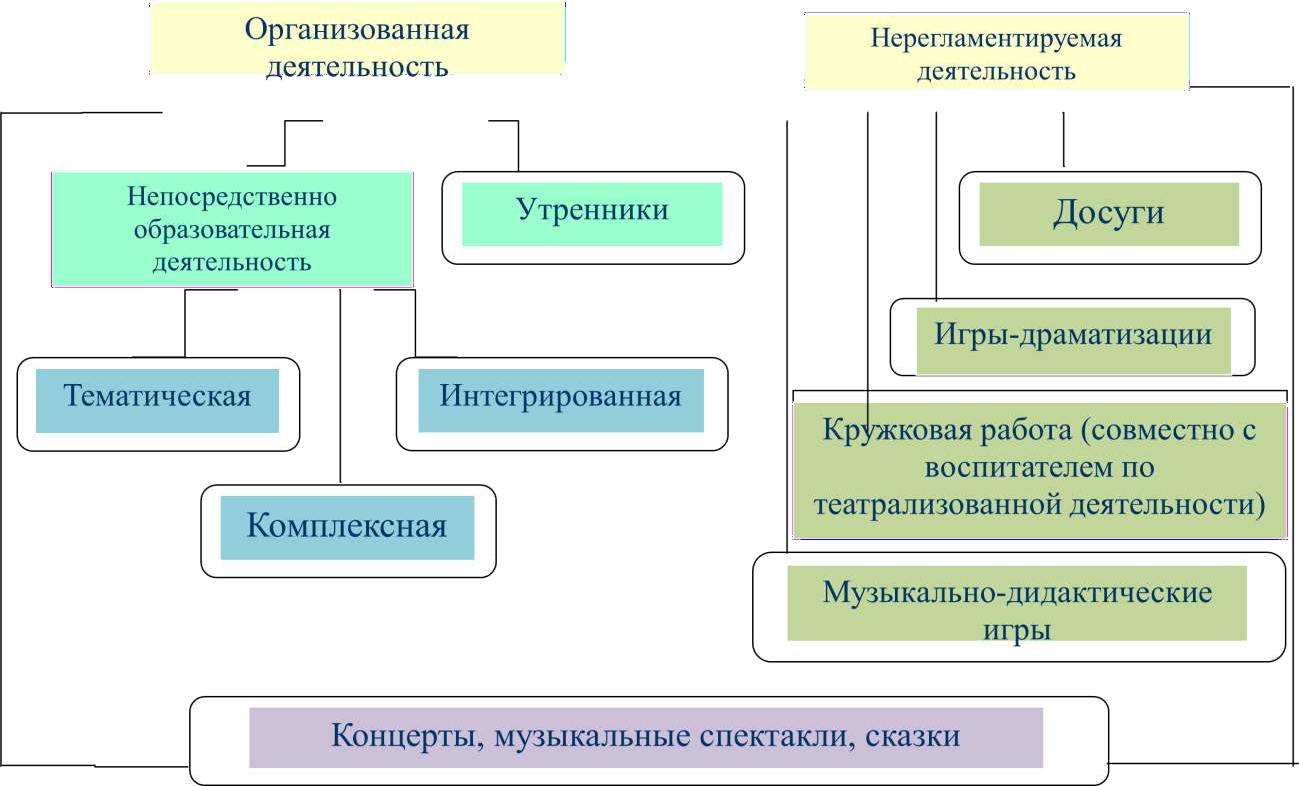 Организованная
деятельность
Нерегламентируемая
деятельность
Непосредственно
образовательная
деятельность
Утренники
Досуги
Игры-драматизации
Тематическая
Интегрированная
Кружковая работа (совместно с
воспитателем по
театрализованной деятельности)
Комплексная
Музыкально-дидактические
игры
Концерты, музыкальные спектакли, сказки